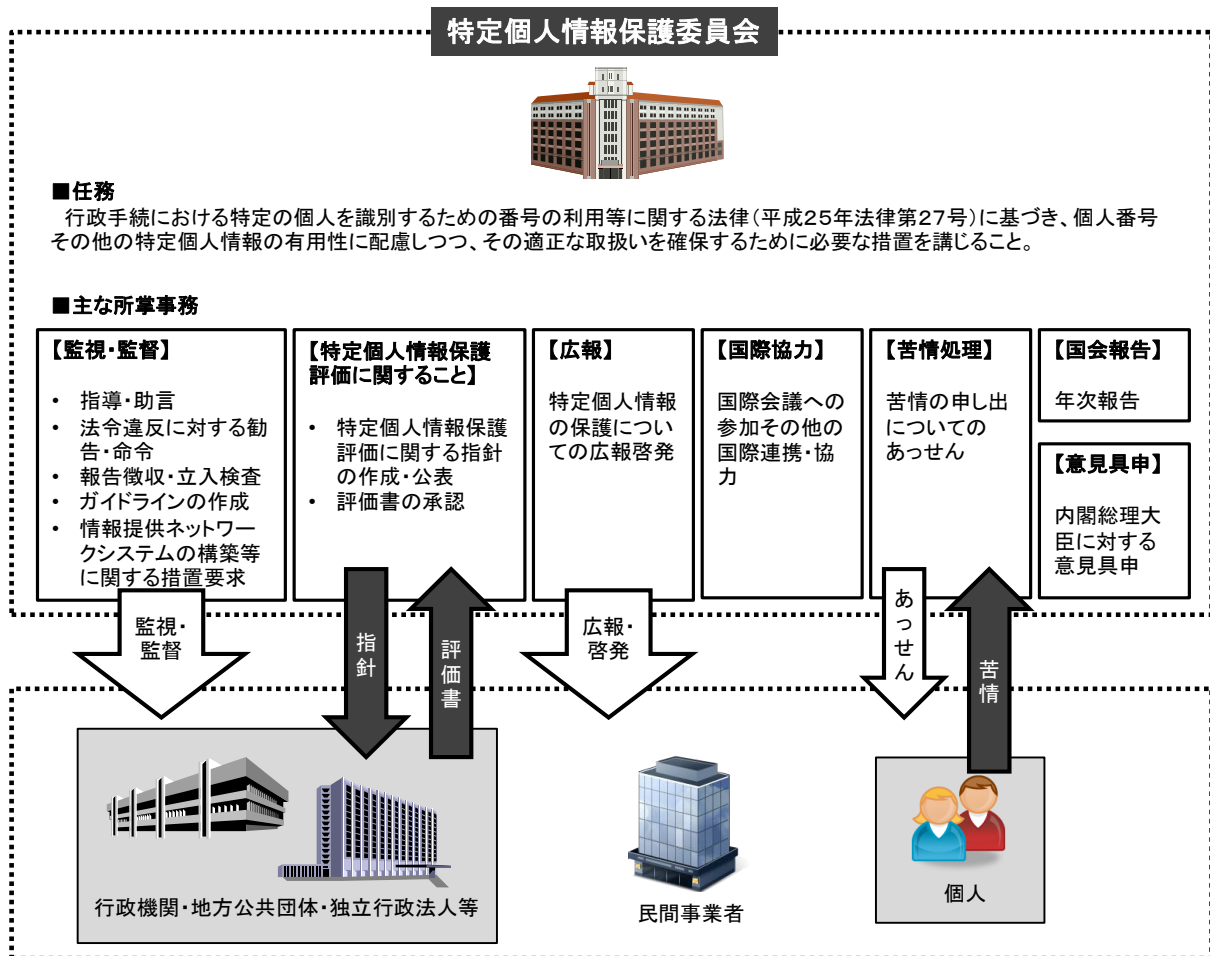 特定個人情報保護委員会
■任務
行政手続における特定の個人を識別するための番号の利用等に関する法律(平成25年法律第27号)に基づき、個人番号
その他の特定個人情報の有用性に配慮しつつ、その適正な取扱いを確保するために必要な措置を講じること。
■主な所掌事務
【監視・監督】
• 指導・助言
• 法令違反に対する勧
告・命令
• 報告徴収・立入検査
• ガイドラインの作成
• 情報提供ネットワー
クシステムの構築等
に関する措置要求
【特定個人情報保護
評価に関すること】
• 特定個人情報保護
評価に関する指針
の作成・公表
• 評価書の承認
【広報】
特定個人情報
の保護につい
ての広報啓発
【国際協力】
国際会議への
参加その他の
国際連携・協
力
【苦情処理】
苦情の申し出
についての
あっせん
【国会報告】
年次報告
【意見具申】
内閣総理大
臣に対する
意見具申
監視・
監督
指針
評価書
広報・
啓発
あっせん
苦情
行政機関・地方公共団体・独立行政法人等
民間事業者
個人